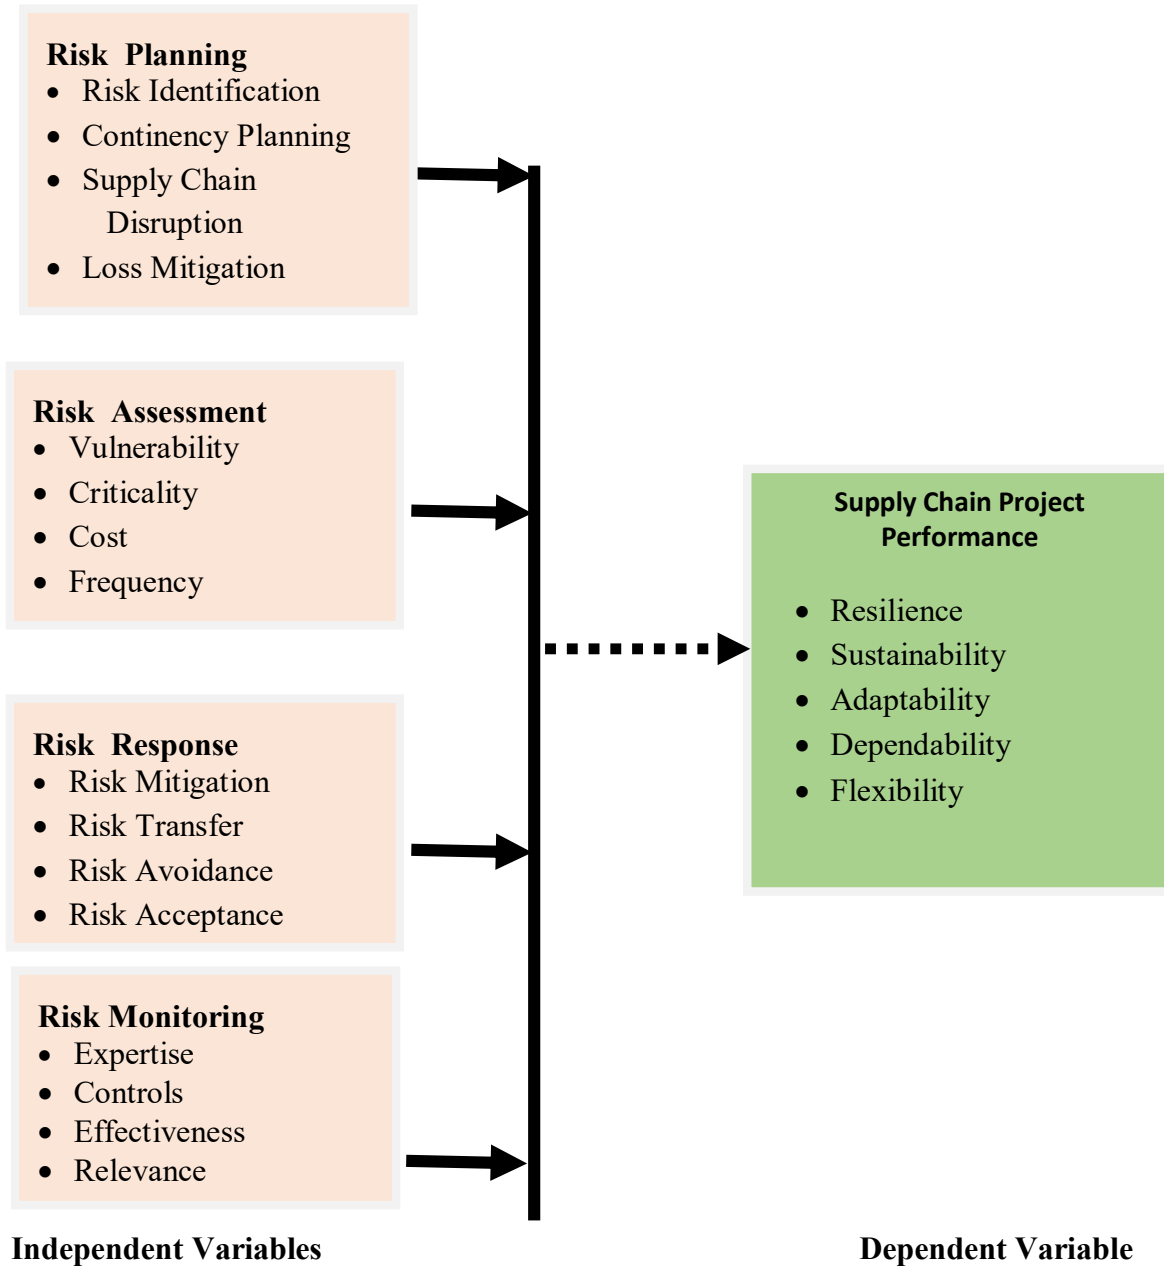 Risk Planning
• Risk Identification
• Continency Planning
• Supply Chain
Disruption
• Loss Mitigation
Risk Assessment
• Vulnerability
• Criticality
• Cost
• Frequency
Risk Response
• Risk Mitigation
• Risk Transfer
• Risk Avoidance
• Risk Acceptance
Risk Monitoring
• Expertise
• Controls
• Effectiveness
• Relevance
Independent Variables
Supply Chain Project
Performance
• Resilience
• Sustainability
• Adaptability
• Dependability
• Flexibility
Dependent Variable